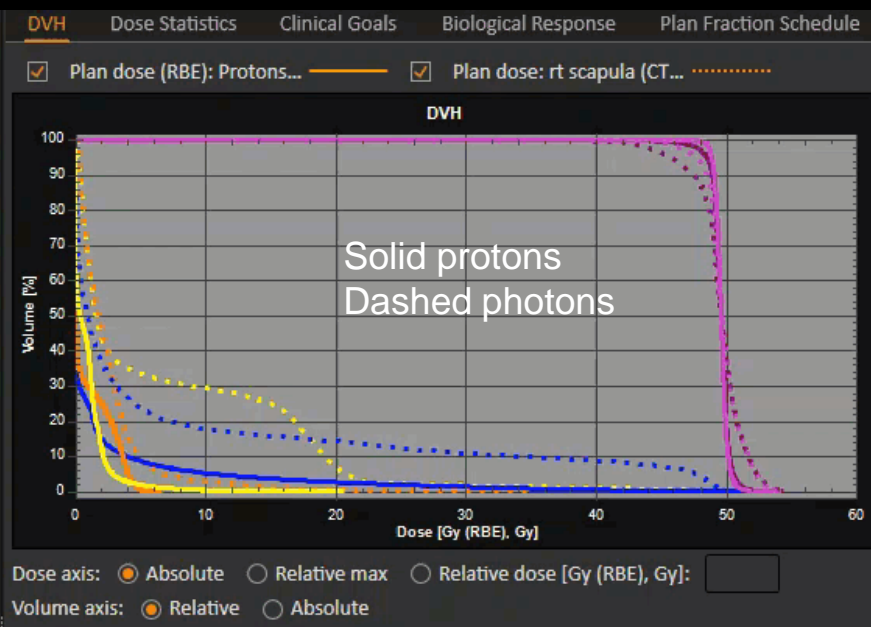 DVH Dose Statistics Clinical Goals Biological Response Plan Fraction Schedule
Plan dose (RBE): Protons... Plan dose: rt scapula (CT...
DVH
100
90
80
70
60
50
40
30
20
10
0
Volume [%]
Solid protons
Dashed photons
0 10 20 30 40 50 60
Dose [Gy (RBE), Gy]
Dose axis: Absolute Relative max Relative dose [Gy (RBE), Gy]:
Volume axis: Relative Absolute